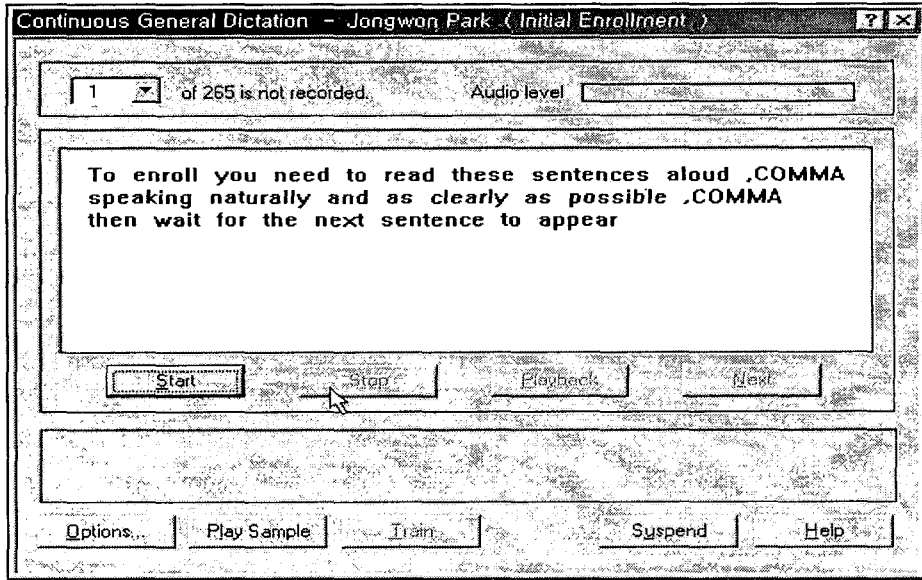 Continuous General Dictation - Jongwon Park ( Initial Enrollment )
1 of 265 is not recorded. Audio level
To enroll you need to read these sentences aloud ,COMMA
speaking naturally and as clearly as possible ,COMMA
then wait for the next sentence to appear
Start Stop Playback Next
Options... Play Sample Train Suspend Help